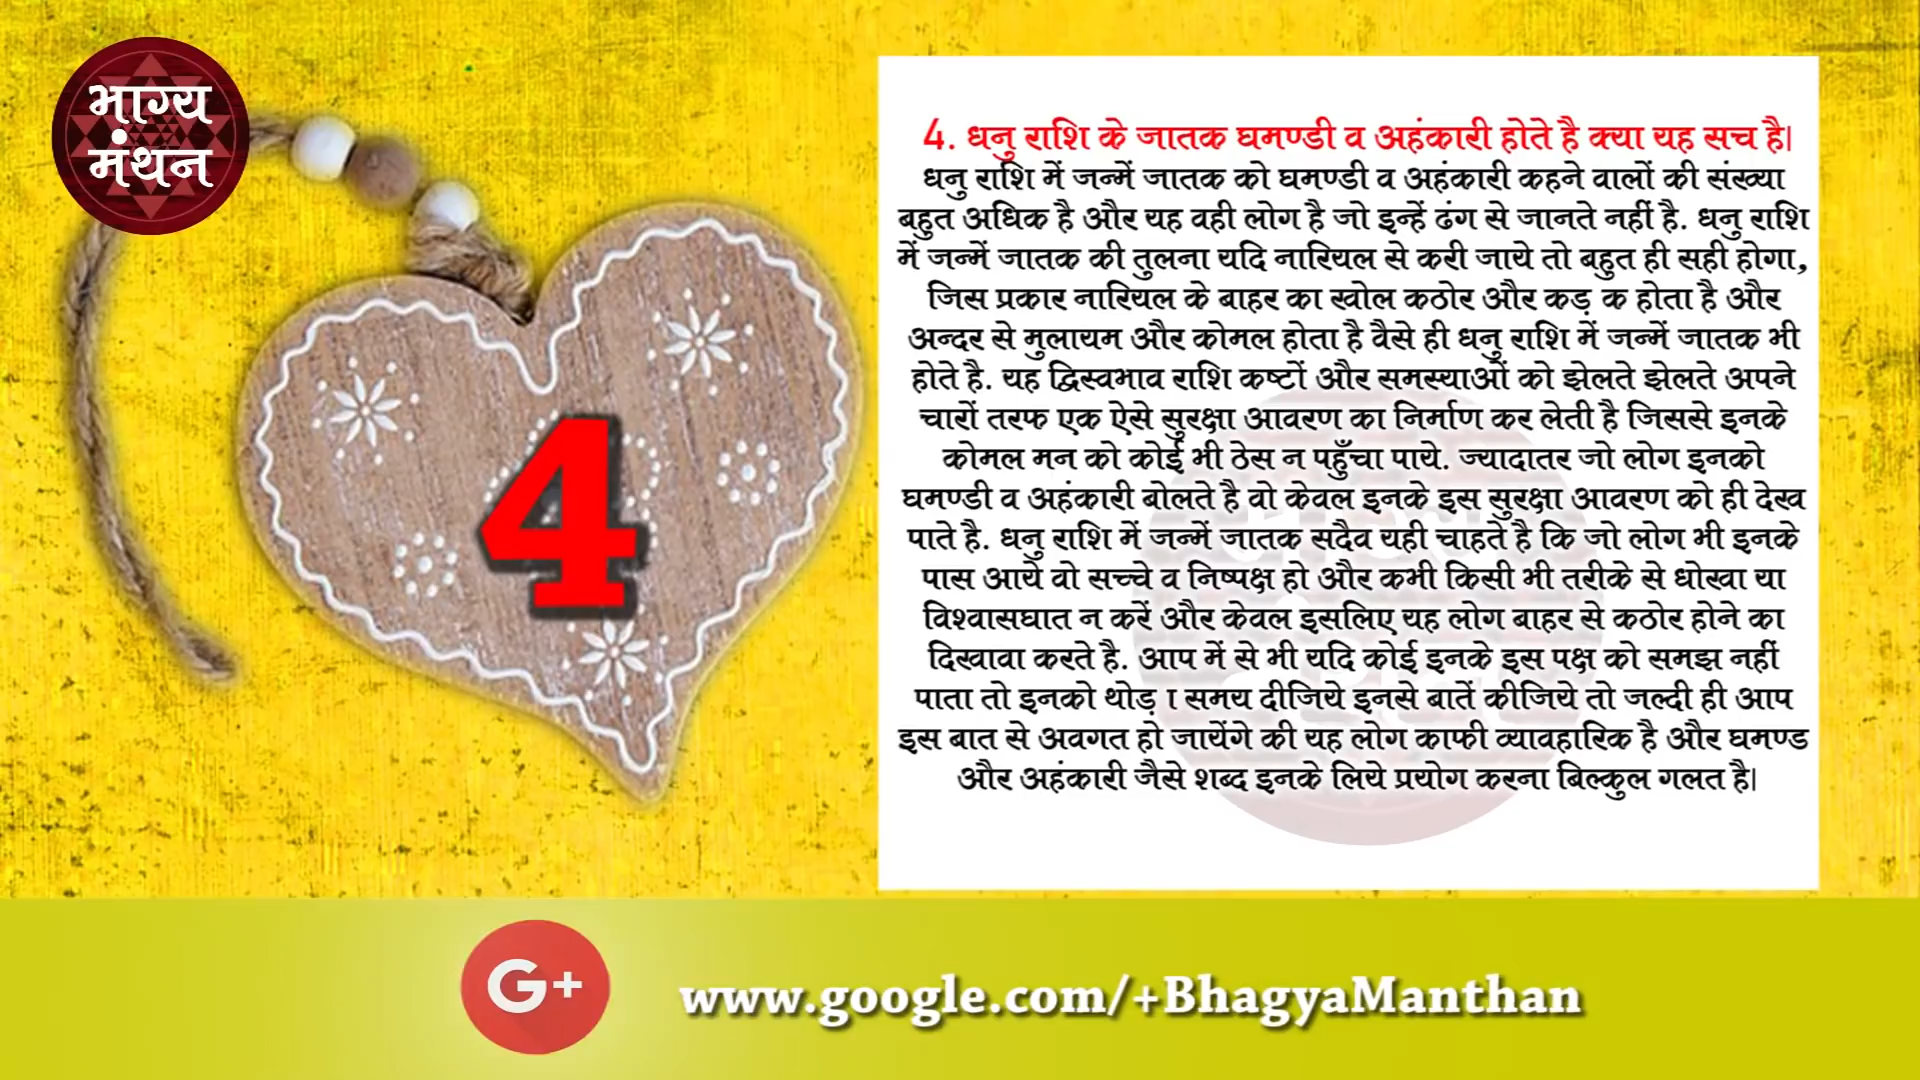 भाग्य
मंथन
4. धनु राशि के जातक घमण्डी व अहंकारी होते है क्या यह सच है।
धनु राशि में जन्में जातक को घमण्डी व अहंकारी कहने वालों की संख्या
बहुत अधिक है और यह वही लोग है जो इन्हें ढंग से जानते नहीं है. धनु राशि
में जन्में जातक की तुलना यदि नारियल से करी जाये तो बहुत ही सही होगा,
जिस प्रकार नारियल के बाहर का खोल कठोर और कड़ क होता है और
अन्दर से मुलायम और कोमल होता है वैसे ही धनु राशि में जन्में जातक भी
होते है. यह द्विस्वभाव राशि कष्टों और समस्याओं को झेलते झेलते अपने
चारों तरफ एक ऐसे सुरक्षा आवरण का निर्माण कर लेती है जिससे इनके
कोमल मन को कोई भी ठेस न पहुँचा पाये. ज्यादातर जो लोग इनको
घमण्डी व अहंकारी बोलते है वो केवल इनके इस सुरक्षा आवरण को ही देख
पाते है. धनु राशि में जन्में जातक सदैव यही चाहते है कि जो लोग भी इनके
पास आये वो सच्चे व निष्पक्ष हो और कभी किसी भी तरीके से धोखा या
विश्वासघात न करें और केवल इसलिए यह लोग बाहर से कठोर होने का
दिखावा करते है. आप में से भी यदि कोई इनके इस पक्ष को समझ नहीं
पाता तो इनको थोड़ ा समय दीजिये इनसे बातें कीजिये तो जल्दी ही आप
इस बात से अवगत हो जायेंगे की यह लोग काफी व्यावहारिक है और घमण्ड
और अहंकारी जैसे शब्द इनके लिये प्रयोग करना बिल्कुल गलत है।
4
G+
www.google.com/+BhagyaManthan